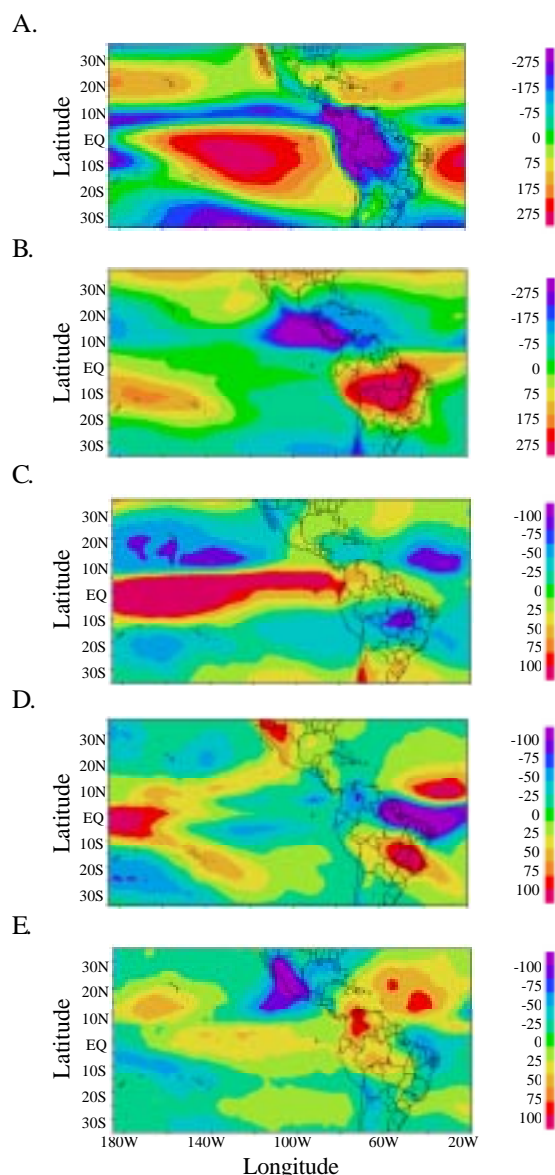 A.
30N
20N
10N
EQ
10S
20S
30S
Latitude
-275
-175
-75
0
75
175
275
B.
30N
20N
10N
EQ
10S
20S
30S
Latitude
-275
-175
-75
0
75
175
275
C.
30N
20N
10N
EQ
10S
20S
30S
Latitude
-100
-75
-50
-25
0
25
50
75
100
D.
30N
20N
10N
EQ
10S
20S
30S
Latitude
-100
-75
-50
-25
0
25
50
75
100
E.
30N
20N
10N
EQ
10S
20S
30S
Latitude
-100
-75
-50
-25
0
25
50
75
100
180W 140W 100W 60W 20W
Longitude